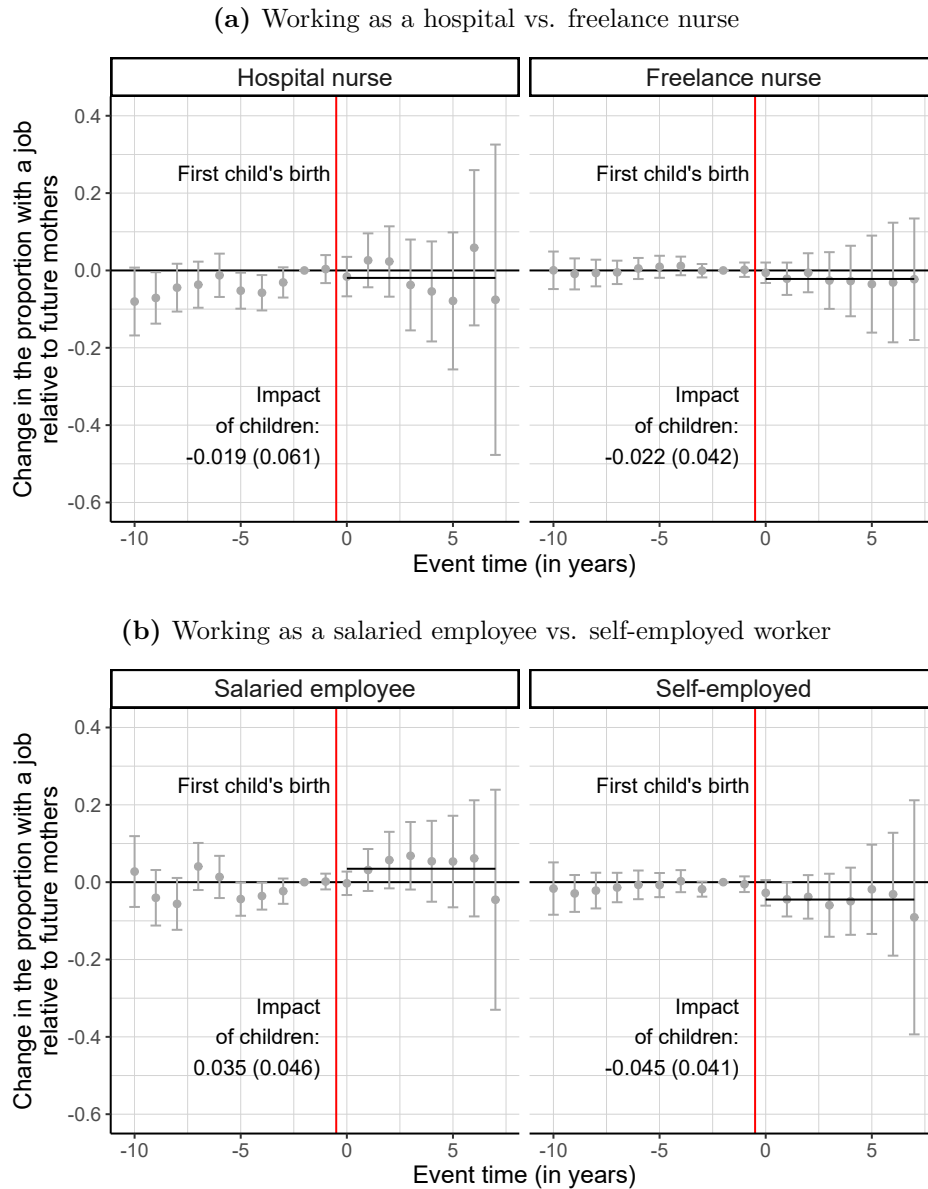 (a) Working as a hospital vs. freelance nurse
Hospital nurse
Freelance nurse
Change in the proportion with a job
relative to future mothers
0.4
0.2
0.0
-0.2
-0.4
-0.6
First child's birth
First child's birth
Impact
of children:
-0.019 (0.061)
Impact
of children:
-0.022 (0.042)
-10 -5 0 5 -10 -5 0 5
Event time (in years)
(b) Working as a salaried employee vs. self-employed worker
Salaried employee
Self-employed
Change in the proportion with a job
relative to future mothers
0.4
0.2
0.0
-0.2
-0.4
-0.6
First child's birth
First child's birth
Impact
of children:
0.035 (0.046)
Impact
of children:
-0.045 (0.041)
-10 -5 0 5 -10 -5 0 5
Event time (in years)